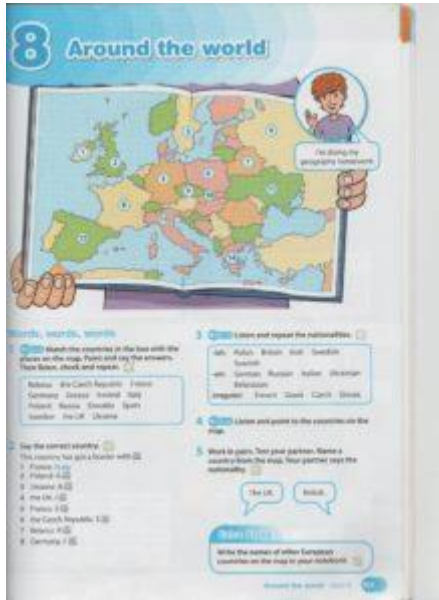 8 Around the world
I'm doing my
geography homework.
Words, words, words
1 Match the countries in the box with the
places on the map. Point and say the answers.
Then listen, check and repeat.
Belarus the Czech Republic France
Germany Greece Ireland Italy
Poland Russia Slovakia Spain
Sweden the UK Ukraine
2 Say the correct country.
This country has got a border with
1 France: Italy
2 Poland:
3 Ukraine:
4 the UK: I
5 France: S
6 the Czech Republic: S
7 Belarus:
8 Germany:
3 Listen and repeat the nationalities.
-ish: Polish British Irish Swedish
Spanish
-an: German Russian Italian Ukrainian
Belarusian
irregular: French Greek Czech Slovak
4 Listen and point to the countries on the
map.
5 Work in pairs. Test your partner. Name a
country from the map. Your partner says the
nationality.
The UK.
British.
Write the names of other European
countries on the map in your notebook.
Around the world